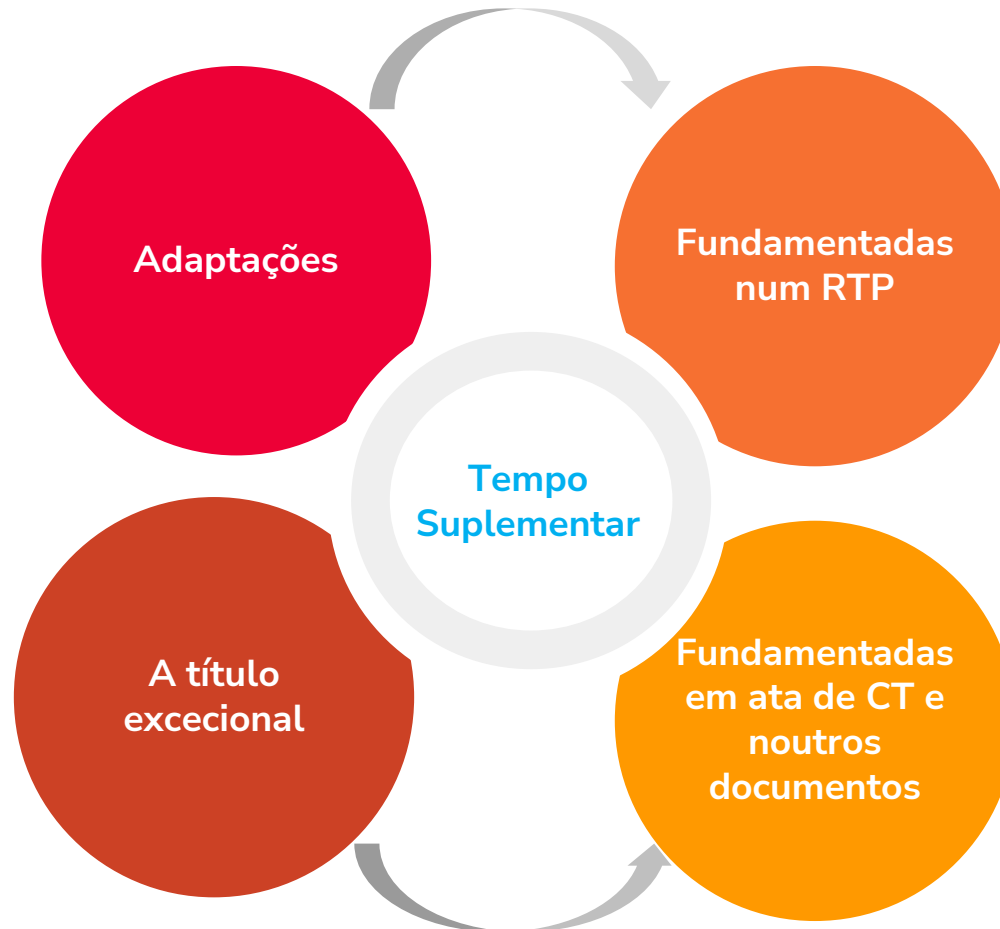 Adaptações
Fundamentadas
num RTP
Tempo
Suplementar
A título
excecional
Fundamentadas
em ata de CT e
noutros
documentos